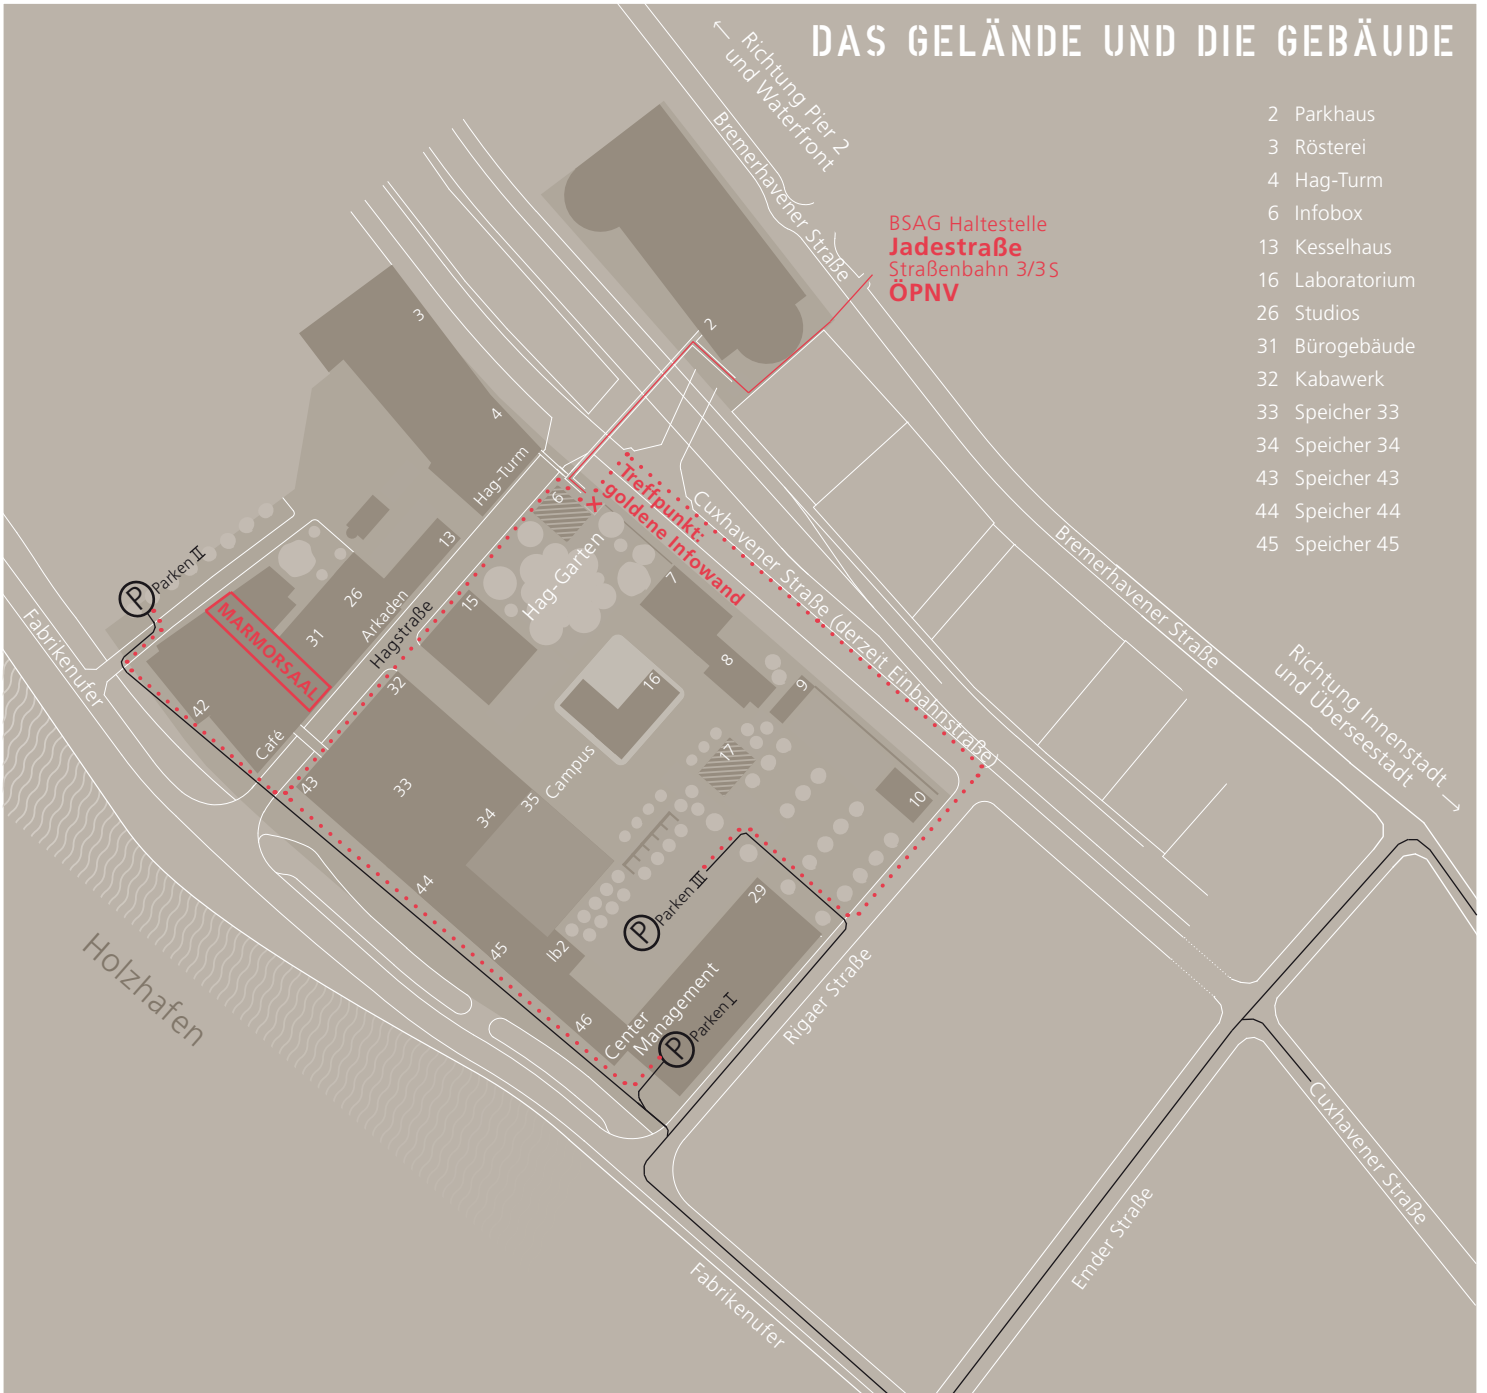 DAS GELÄNDE UND DIE GEBÄUDE
← Richtung Pier 2
und Waterfront
2 Parkhaus
3 Rösterei
4 Hag-Turm
6 Infobox
13 Kesselhaus
16 Laboratorium
26 Studios
31 Bürogebäude
32 Kabawerk
33 Speicher 33
34 Speicher 34
43 Speicher 43
44 Speicher 44
45 Speicher 45
Bremerhavener Straße
BSAG Haltestelle
Jadestraße
Straßenbahn 3/3S
ÖPNV
2
3
4
Hag-Turm
6
Treffpunkt:
goldene Infowand
Cuxhavener Straße (derzeit Einbahnstraße)
Bremerhavener Straße
Richtung Innenstadt →
und Überseestadt
13
Hag-Garten
7
P Parken II
26
Arkaden
15
Hagstraße
31
MARMORSAAL
Fabrikenufer
8
9
16
32
42
Café
Campus
17
43
33
34
35
10
44
29
P Parken III
45
lb2
46
Center
Management
P Parken I
Rigaer Straße
Holzhafen
Cuxhavener Straße
Emder Straße
Fabrikenufer